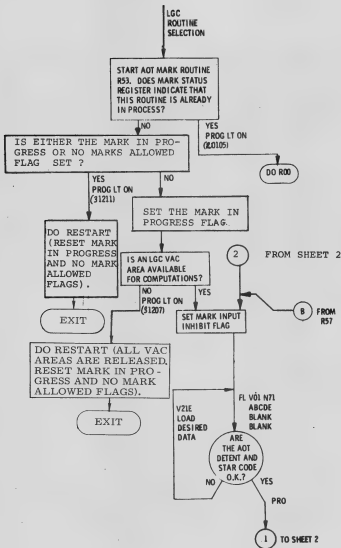 LGC
ROUTINE
SELECTION
START AOT MARK ROUTINE
R53. DOES MARK STATUS
REGISTER INDICATE THAT
THIS ROUTINE IS ALREADY
IN PROCESS?
NO
YES
PROG LT ON
(20105)
DO R00
IS EITHER THE MARK IN PRO-
GRESS OR NO MARKS ALLOWED
FLAG SET ?
YES
PROG LT ON
(31211)
NO
DO RESTART
(RESET MARK
IN PROGRESS
AND NO MARK
ALLOWED
FLAGS).
EXIT
SET THE MARK IN
PROGRESS FLAG.
IS AN LGC VAC
AREA AVAILABLE
FOR COMPUTATIONS?
NO
PROG LT ON
(31207)
YES
2
FROM SHEET 2
B
FROM
R57
SET MARK INPUT
INHIBIT FLAG
DO RESTART (ALL VAC
AREAS ARE RELEASED,
RESET MARK IN PRO-
GRESS AND NO MARK
ALLOWED FLAGS).
EXIT
V21E
LOAD
DESIRED
DATA
FL V01 N71
ABCDE
BLANK
BLANK
ARE
THE AOT
DETENT AND
STAR CODE
O.K.?
NO
YES
PRO
1
TO SHEET 2